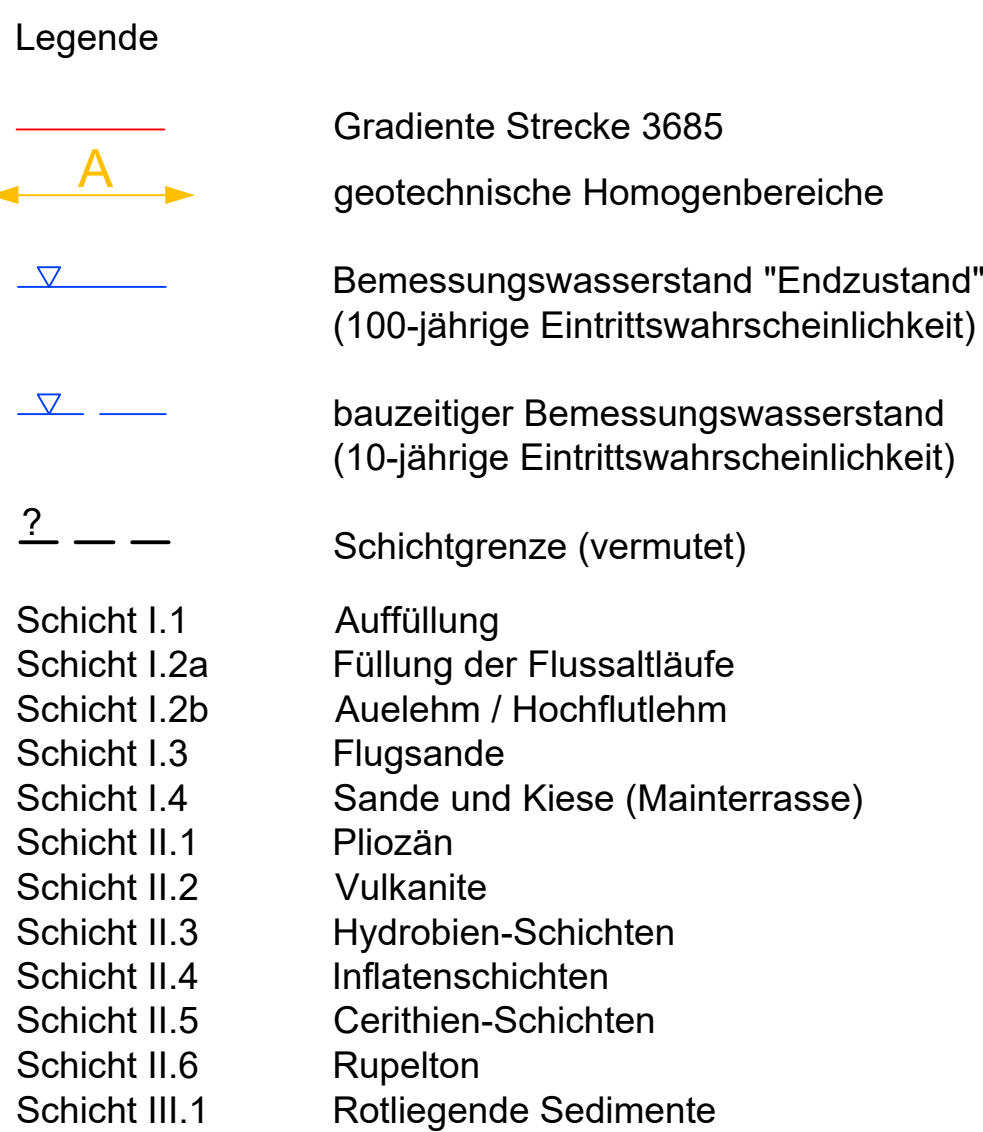 Legende
Gradiente Strecke 3685
A
geotechnische Homogenbereiche
Bemessungswasserstand "Endzustand"
(100-jährige Eintrittswahrscheinlichkeit)
bauzeitiger Bemessungswasserstand
(10-jährige Eintrittswahrscheinlichkeit)
?
Schichtgrenze (vermutet)
Schicht I.1 Auffüllung
Schicht I.2a Füllung der Flussaltläufe
Schicht I.2b Auelehm / Hochflutlehm
Schicht I.3 Flugsande
Schicht I.4 Sande und Kiese (Mainterrasse)
Schicht II.1 Pliozän
Schicht II.2 Vulkanite
Schicht II.3 Hydrobien-Schichten
Schicht II.4 Inflatenschichten
Schicht II.5 Cerithien-Schichten
Schicht II.6 Rupelton
Schicht III.1 Rotliegende Sedimente